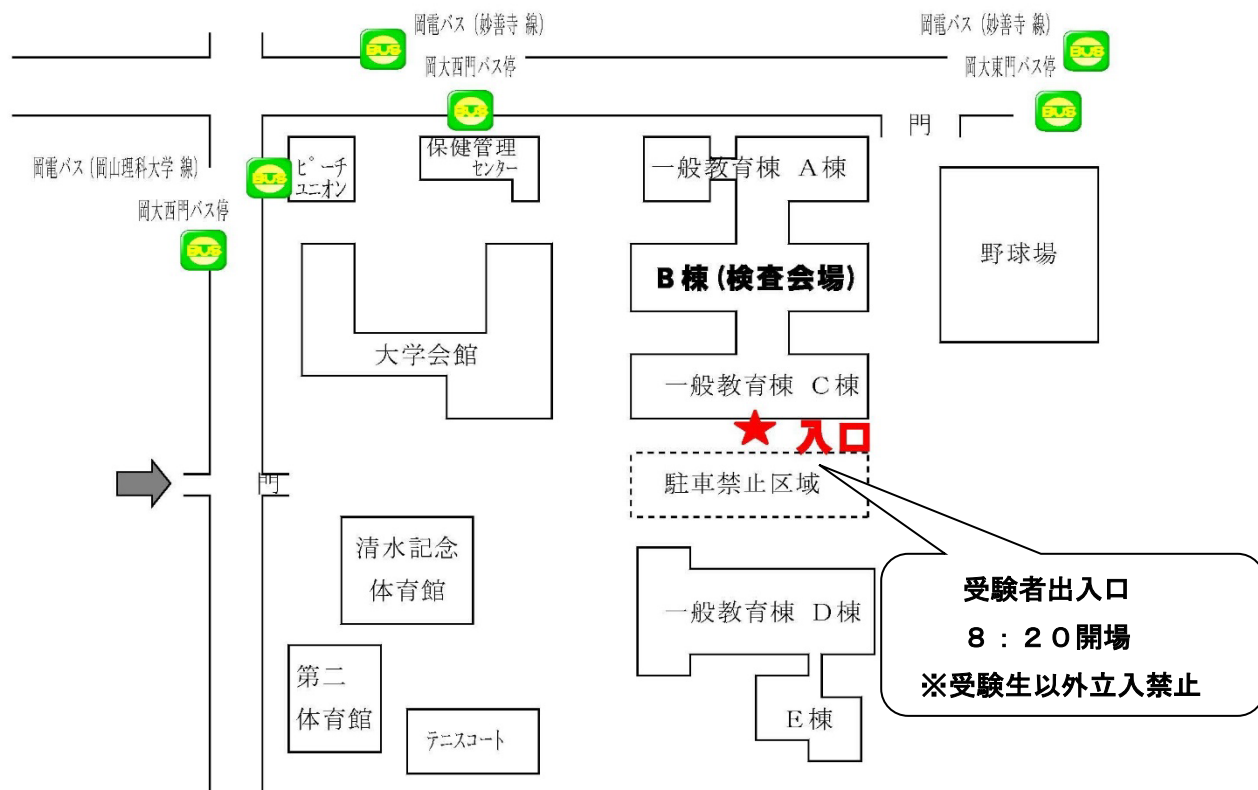 岡電バス（妙善寺 線）
岡電バス（妙善寺 線）
BUS
BUS
岡大西門バス停
岡大東門バス停
BUS
BUS
門
岡電バス（岡山理科大学 線）
BUS
ピーチ
ユニオン
保健管理
センター
一般教育棟 A棟
岡大西門バス停
BUS
野球場
B棟(検査会場)
大学会館
一般教育棟 C棟
★ 入口
駐車禁止区域
門
清水記念
体育館
受験者出入口
8：20開場
※受験生以外立入禁止
一般教育棟 D棟
第二
体育館
E棟
テニスコート